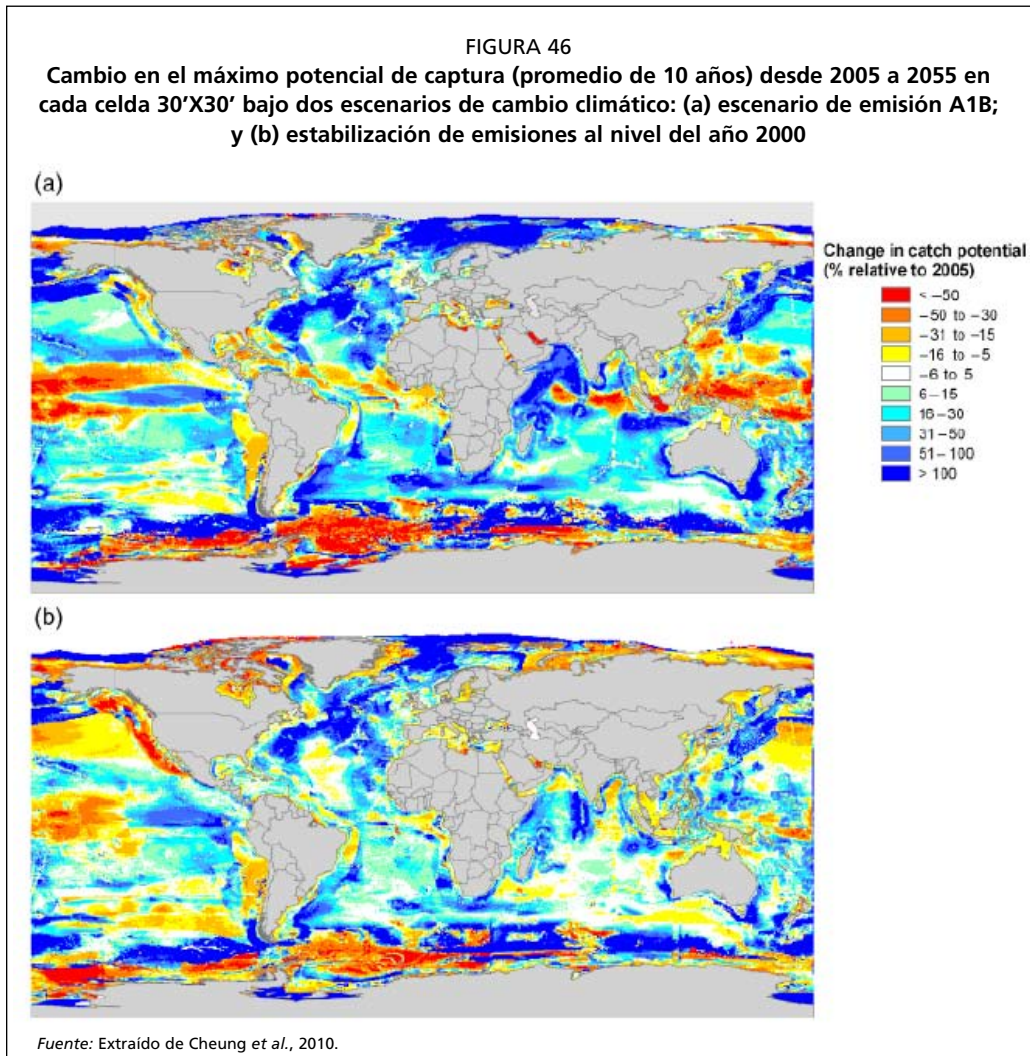 FIGURA 46
Cambio en el máximo potencial de captura (promedio de 10 años) desde 2005 a 2055 en
cada celda 30'X30' bajo dos escenarios de cambio climático: (a) escenario de emisión A1B;
y (b) estabilización de emisiones al nivel del año 2000
(a)
Change in catch potential
(% relative to 2005)
< –50
–50 to –30
–31 to –15
–16 to –5
–6 to 5
6–15
16–30
31–50
51–100
> 100
(b)
Fuente: Extraído de Cheung et al., 2010.